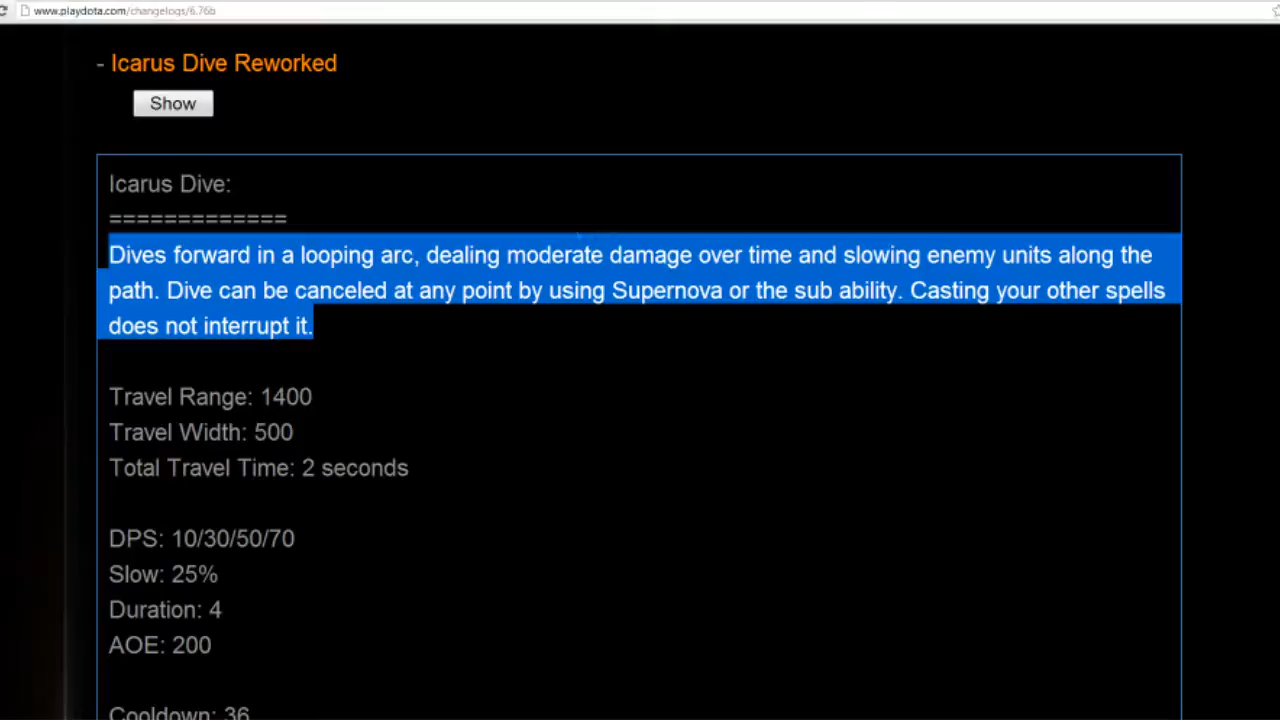 www.playdota.com/changelogs/6.76b
- Icarus Dive Reworked
Show
Icarus Dive:
=============
Dives forward in a looping arc, dealing moderate damage over time and slowing enemy units along the
path. Dive can be canceled at any point by using Supernova or the sub ability. Casting your other spells
does not interrupt it.
Travel Range: 1400
Travel Width: 500
Total Travel Time: 2 seconds
DPS: 10/30/50/70
Slow: 25%
Duration: 4
AOE: 200
Cooldown: 36